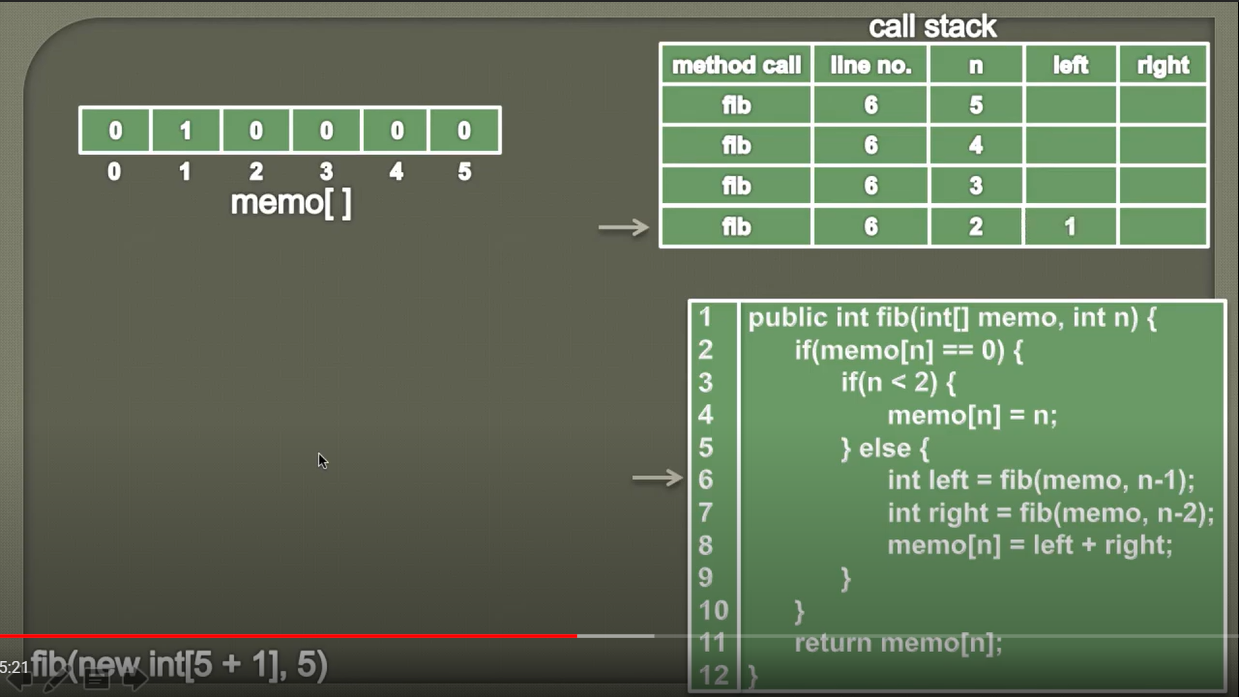 call stack
method call line no. n left right
fib 6 5
fib 6 4
fib 6 3
fib 6 2 1
0 1 0 0 0 0
0 1 2 3 4 5
memo[ ]
1 public int fib(int[] memo, int n) {
2 if(memo[n] == 0) {
3 if(n < 2) {
4 memo[n] = n;
5 } else {
6 int left = fib(memo, n-1);
7 int right = fib(memo, n-2);
8 memo[n] = left + right;
9 }
10 }
11 return memo[n];
12 }
5:21
fib(new int[5 + 1], 5)